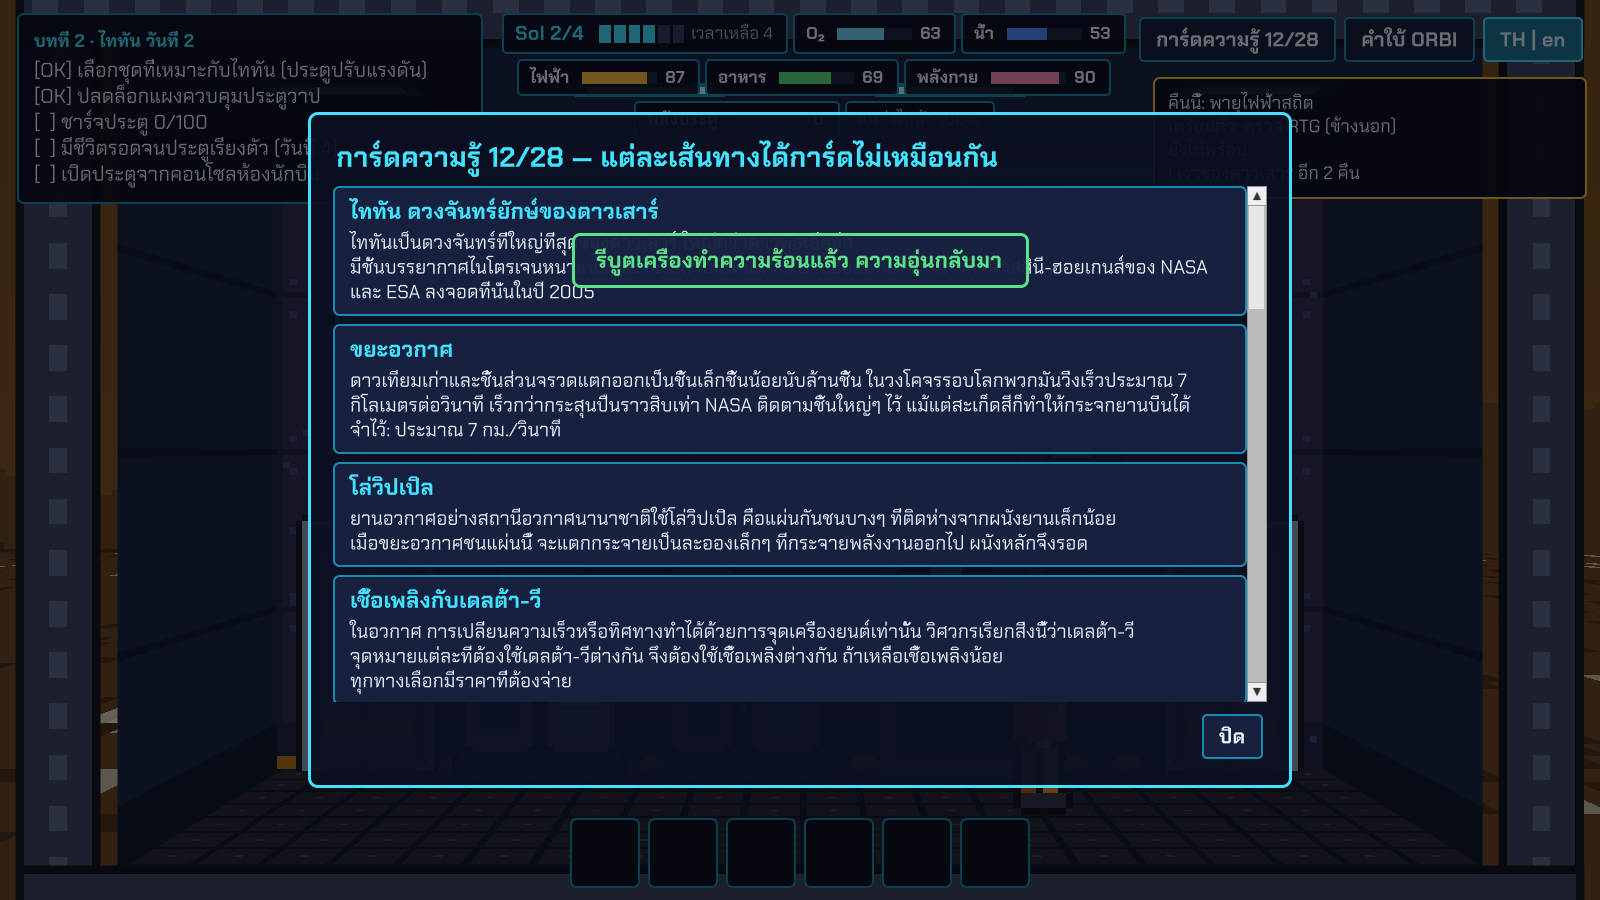 บทที่ 2 · ไททัน วันที่ 2
[OK] เลือกชุดที่เหมาะกับไททัน (ประตูปรับแรงดัน)
[OK] ปลดล็อกแผงควบคุมประตูวาป
[ ] ชาร์จประตู 0/100
[ ] มีชีวิตรอดจนประตูเรียงตัว (วันที่ 4)
[ ] เปิดประตูจากคอนโซลห้องนักบิน
Sol 2/4 เวลาเหลือ 4
O₂ 63
น้ำ 53
ไฟฟ้า 87
อาหาร 69
พลังกาย 90
การ์ดความรู้ 12/28
คำใบ้ ORBI
TH | en
คืนนี้: พายุไฟฟ้าสถิต
เตรียมตัว: ตรวจ RTG (ข้างนอก)
ยังไม่พร้อม
เงาของดาวเสาร์ อีก 2 คืน
การ์ดความรู้ 12/28 — แต่ละเส้นทางได้การ์ดไม่เหมือนกัน
ไททัน ดวงจันทร์ยักษ์ของดาวเสาร์
ไททันเป็นดวงจันทร์ที่ใหญ่ที่สุด
รีบูตเครื่องทำความร้อนแล้ว ความอุ่นกลับมา
มีชั้นบรรยากาศไนโตรเจนหนา นี-ฮอยเกนส์ของ NASA
และ ESA ลงจอดที่นั่นในปี 2005
ขยะอวกาศ
ดาวเทียมเก่าและชิ้นส่วนจรวดแตกออกเป็นชิ้นเล็กชิ้นน้อยนับล้านชิ้น ในวงโคจรรอบโลกพวกมันวิ่งเร็วประมาณ 7
กิโลเมตรต่อวินาที เร็วกว่ากระสุนปืนราวสิบเท่า NASA ติดตามชิ้นใหญ่ๆ ไว้ แม้แต่สะเก็ดสีก็ทำให้กระจกยานบิ่นได้
จำไว้: ประมาณ 7 กม./วินาที
โล่วิปเปิล
ยานอวกาศอย่างสถานีอวกาศนานาชาติใช้โล่วิปเปิล คือแผ่นกันชนบางๆ ที่ติดห่างจากผนังยานเล็กน้อย
เมื่อขยะอวกาศชนแผ่นนี้ จะแตกกระจายเป็นละอองเล็กๆ ที่กระจายพลังงานออกไป ผนังหลักจึงรอด
เชื้อเพลิงกับเดลต้า-วี
ในอวกาศ การเปลี่ยนความเร็วหรือทิศทางทำได้ด้วยการจุดเครื่องยนต์เท่านั้น วิศวกรเรียกสิ่งนี้ว่าเดลต้า-วี
จุดหมายแต่ละที่ต้องใช้เดลต้า-วีต่างกัน จึงต้องใช้เชื้อเพลิงต่างกัน ถ้าเหลือเชื้อเพลิงน้อย
ทุกทางเลือกมีราคาที่ต้องจ่าย
ปิด